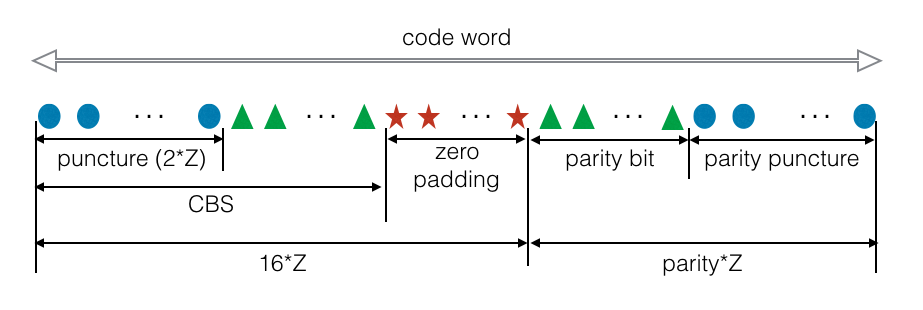 code word
puncture (2*Z)
zero
padding
parity bit
parity puncture
CBS
16*Z
parity*Z